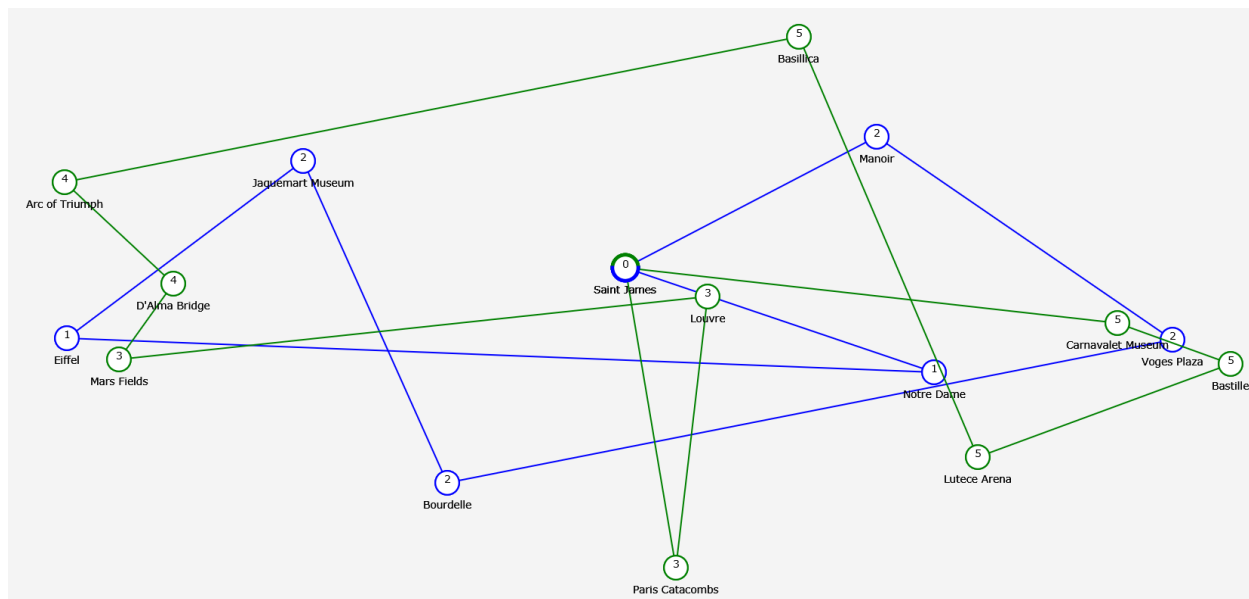 5
Basillica
2
Manoir
2
Jaquemart Museum
4
Arc of Triumph
0
Saint James
4
D'Alma Bridge
3
Louvre
5
Carnavalet Museum
1
Eiffel
2
Voges Plaza
3
Mars Fields
5
Bastille
1
Notre Dame
5
Lutece Arena
2
Bourdelle
3
Paris Catacombs